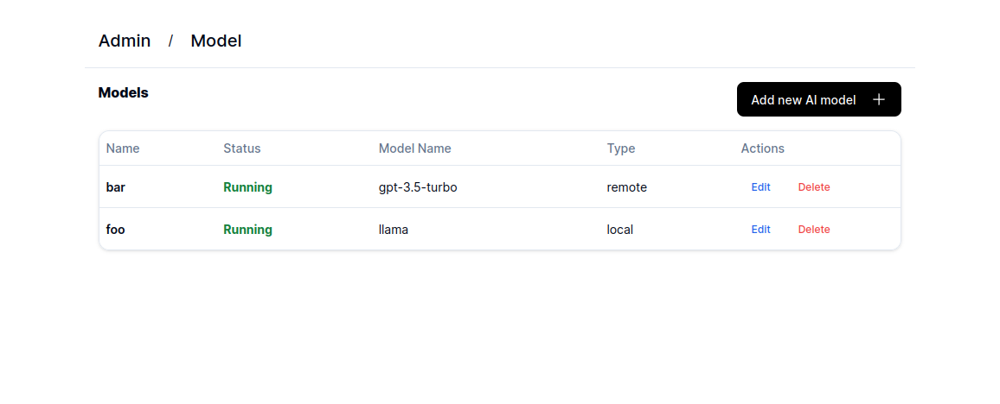 Admin / Model
Models
Add new AI model
Name Status Model Name Type Actions
bar Running gpt-3.5-turbo remote Edit Delete
foo Running llama local Edit Delete